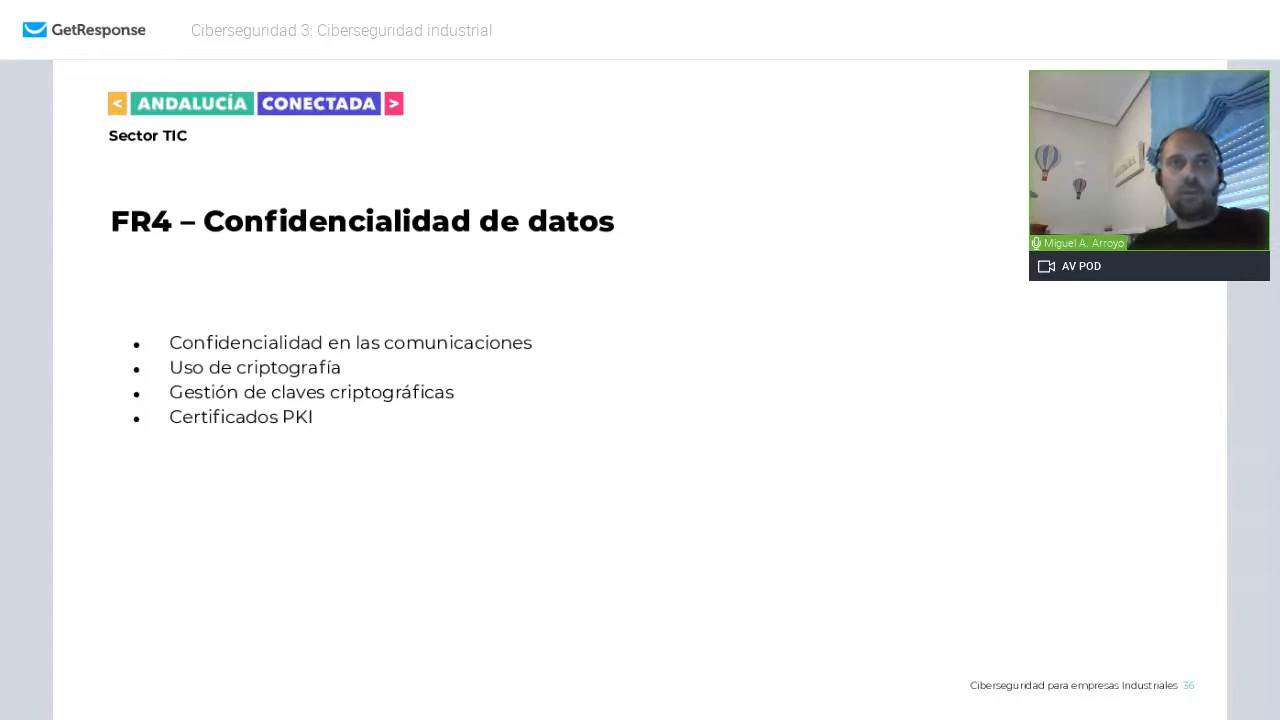 GetResponse
Ciberseguridad 3: Ciberseguridad industrial
< ANDALUCÍA CONECTADA >
Sector TIC
FR4 – Confidencialidad de datos
Miguel A. Arroyo
AV POD
• Confidencialidad en las comunicaciones
• Uso de criptografía
• Gestión de claves criptográficas
• Certificados PKI
Ciberseguridad para empresas Industriales 36